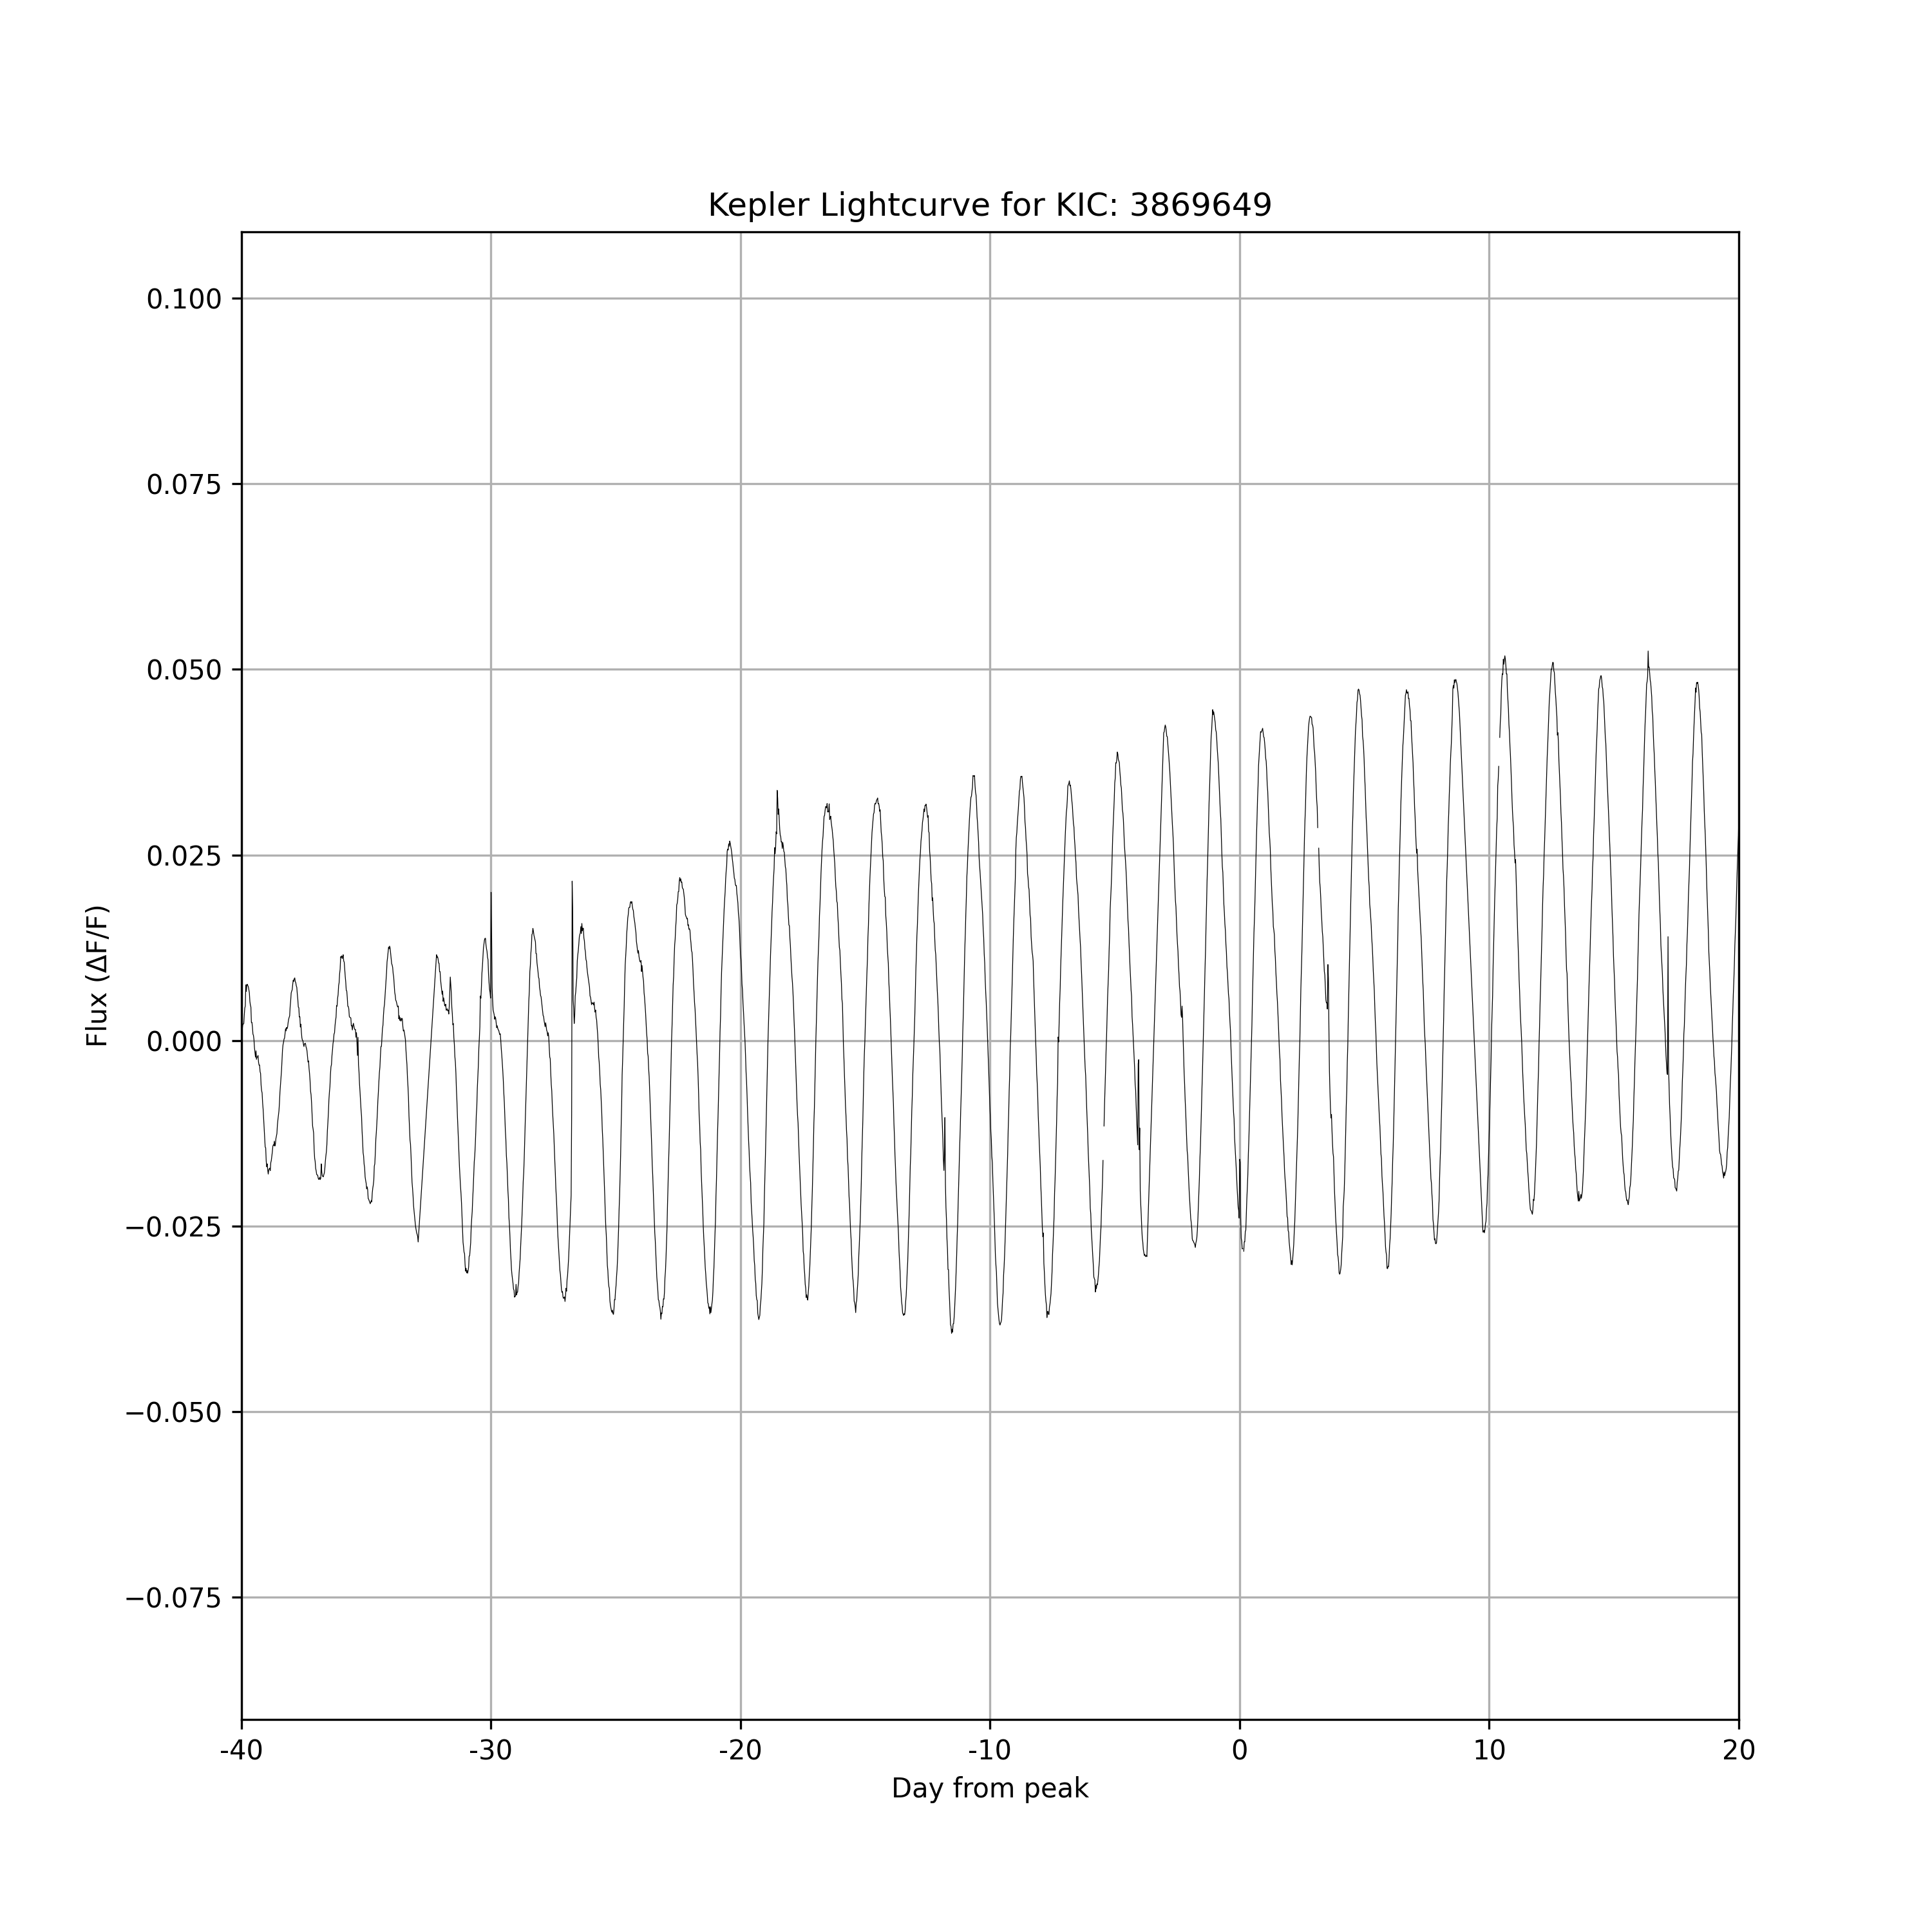 Kepler Lightcurve for KIC: 3869649
0.100
0.075
0.050
0.025
0.000
−0.025
−0.050
−0.075
Flux (ΔF/F)
-40 -30 -20 -10 0 10 20
Day from peak